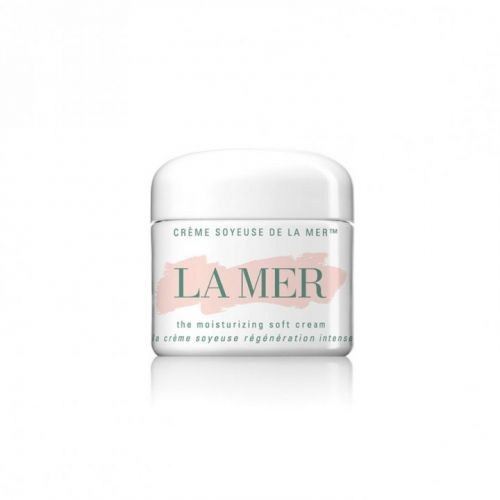 CRÈME SOYEUSE DE LA MER™
LA MER
the moisturizing soft cream
la crème soyeuse régénération intense